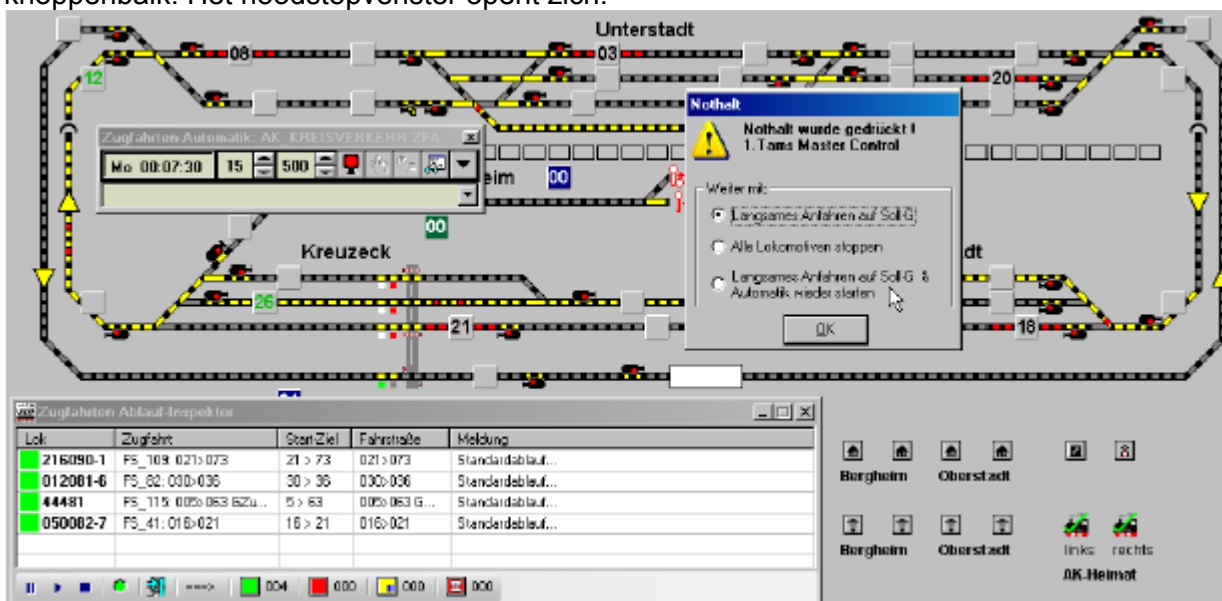 knoppenbalk. Het noodstopvenster opent zich.
Unterstadt
08
03
12
20
Nothalt
Nothalt wurde gedrückt !
1.Tams Master Control
Zugfahrten-Automatik: AK_KREISVERKEHR.ZFA
Mo 00:07:30 15 500
eim 00
Weiter mit:
Langsames Anfahren auf Soll-G
00
Alle Lokomotiven stoppen
Kreuzeck
dt
Langsames Anfahren auf Soll-G &
Automatik wieder starten
26
21
OK
18
Zugfahrten Ablauf-Inspektor
Lok Zugfahrt Start-Ziel Fahrstraße Meldung
216090-1 FS_109: 021>073 21 > 73 021>073 Standardablauf...
012081-6 FS_82: 030>036 30 > 36 030>036 Standardablauf...
44481 FS_115: 005>063 GZu... 5 > 63 005>063 G... Standardablauf...
050082-7 FS_41: 016>021 16 > 21 016>021 Standardablauf...
004 000 000 000
Bergheim Oberstadt
Bergheim Oberstadt links rechts
AK-Heimat